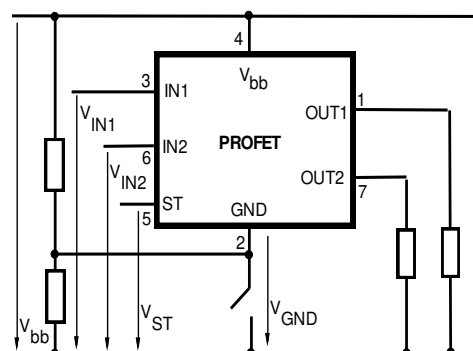 4
V bb
3
IN1
V IN1
1
OUT1
PROFET
IN2
6
V IN2
OUT2
7
ST
5
GND
2
V bb
V ST
V GND